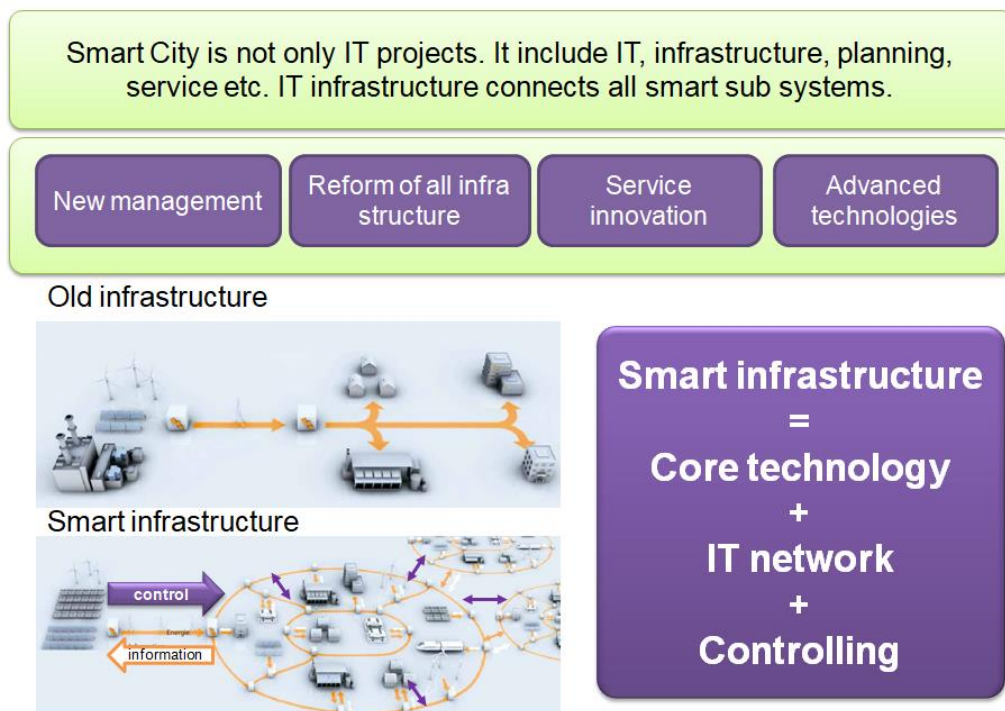 Smart City is not only IT projects. It include IT, infrastructure, planning,
service etc. IT infrastructure connects all smart sub systems.
New management
Reform of all infra
structure
Service
innovation
Advanced
technologies
Old infrastructure
Smart infrastructure
control
Energie
information
Smart infrastructure
=
Core technology
+
IT network
+
Controlling